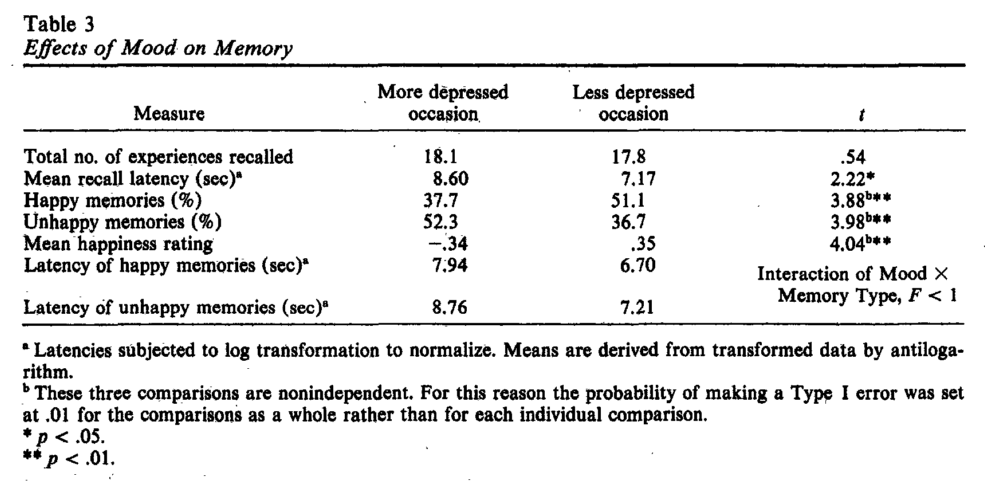 Table 3
Effects of Mood on Memory
Measure More depressed occasion Less depressed occasion t
Total no. of experiences recalled 18.1 17.8 .54
Mean recall latency (sec)ᵃ 8.60 7.17 2.22*
Happy memories (%) 37.7 51.1 3.88ᵇ**
Unhappy memories (%) 52.3 36.7 3.98ᵇ**
Mean happiness rating −.34 .35 4.04ᵇ**
Latency of happy memories (sec)ᵃ 7.94 6.70 Interaction of Mood ×
Memory Type, F < 1
Latency of unhappy memories (sec)ᵃ 8.76 7.21
ᵃ Latencies subjected to log transformation to normalize. Means are derived from transformed data by antiloga-
rithm.
ᵇ These three comparisons are nonindependent. For this reason the probability of making a Type I error was set
at .01 for the comparisons as a whole rather than for each individual comparison.
* p < .05.
** p < .01.